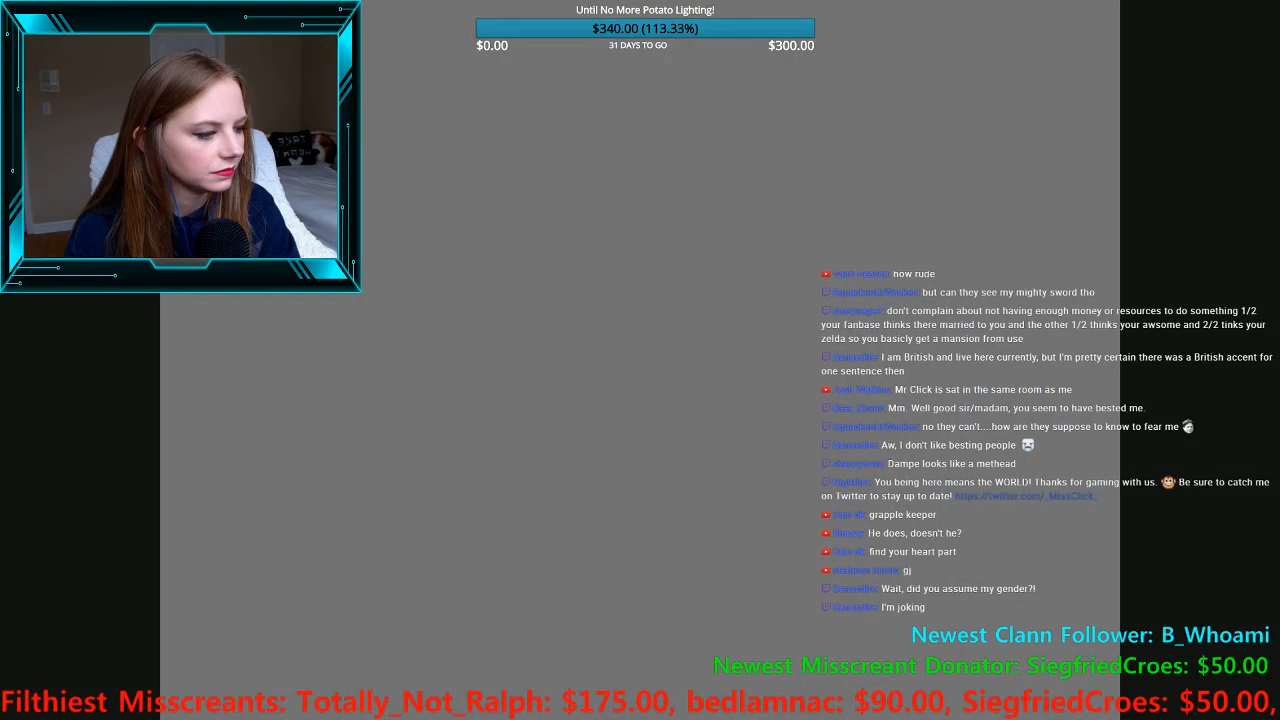 Until No More Potato Lighting!
$340.00 (113.33%)
$0.00 31 DAYS TO GO $300.00
how rude
but can they see my mighty sword tho
don't complain about not having enough money or resources to do something 1/2
your fanbase thinks there married to you and the other 1/2 thinks your awsome and 2/2 tinks your
zelda so you basicly get a mansion from use
I am British and live here currently, but I'm pretty certain there was a British accent for
one sentence then
Mr Click is sat in the same room as me
Mm. Well good sir/madam, you seem to have bested me.
no they can't....how are they suppose to know to fear me
Aw, I don't like besting people
Dampe looks like a methead
You being here means the WORLD! Thanks for gaming with us. Be sure to catch me
on Twitter to stay up to date! https://twitter.com/_MissClick_
grapple keeper
He does, doesn't he?
find your heart part
gj
Wait, did you assume my gender?!
I'm joking
Newest Clann Follower: B_Whoami
Newest Misscreant Donator: SiegfriedCroes: $50.00
Filthiest Misscreants: Totally_Not_Ralph: $175.00, bedlamnac: $90.00, SiegfriedCroes: $50.00,